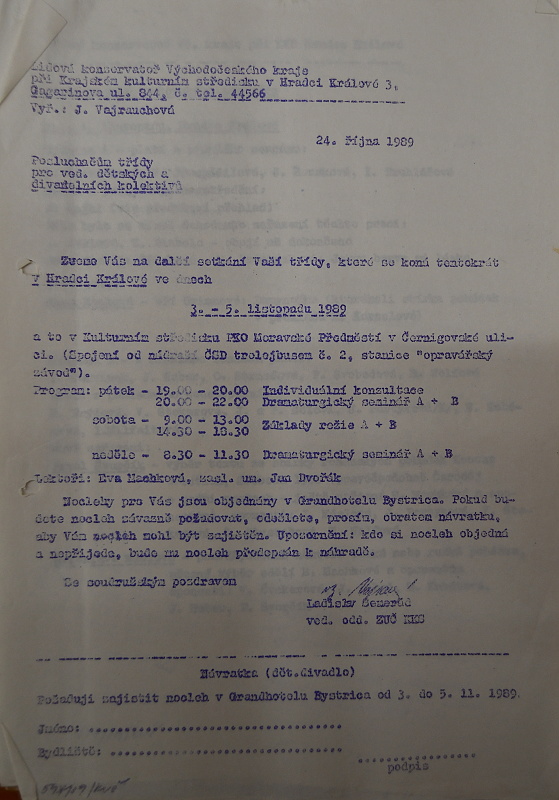 Lidová konservatoř Východočeského kraje
při Krajském kulturním středisku v Hradci Králové 3,
Gagarinova ul. 844, č. tel. 44566
Vyř.: J. Vajrauchová
24. října 1989
Posluchačům třídy
pro ved. dětských a
divadelních kolektivů
Zveme Vás na další setkání Vaší třídy, které se koná tentokrát
v Hradci Králové ve dnech
3. - 5. listopadu 1989
a to v Kulturním středisku PKO Moravské Předměstí v Černigovské uli-
ci. (Spojení od nádraží ČSD trolejbusem č. 2, stanice "opravářský
závod").
Program: pátek - 19.00 - 20.00 Individuální konzultace
20.00 - 22.00 Dramaturgický seminář A + B
sobota - 9.00 - 13.00
14.30 - 18.30 Základy režie A + B
neděle - 8.30 - 11.30 Dramaturgický seminář A + B
Lektoři: Eva Machková, zasl. um. Jan Dvořák
Noclehy pro Vás jsou objednány v Grandhotelu Bystrica. Pokud bu-
dete nocleh závazně požadovat, odešlete, prosím, obratem návratku,
aby Vám nocleh mohl být zajištěn. Upozornění: kdo si nocleh objedná
a nepřijede, bude mu nocleh předepsán k náhradě.
Se soudružským pozdravem
Ladislav Šemerád
ved. odd. ZUČ KKS
Návratka (dět.divadlo)
Požaduji zajistit nocleh v Grandhotelu Bystrica od 3. do 5. 11. 1989.
Jméno:
Bydliště:
podpis